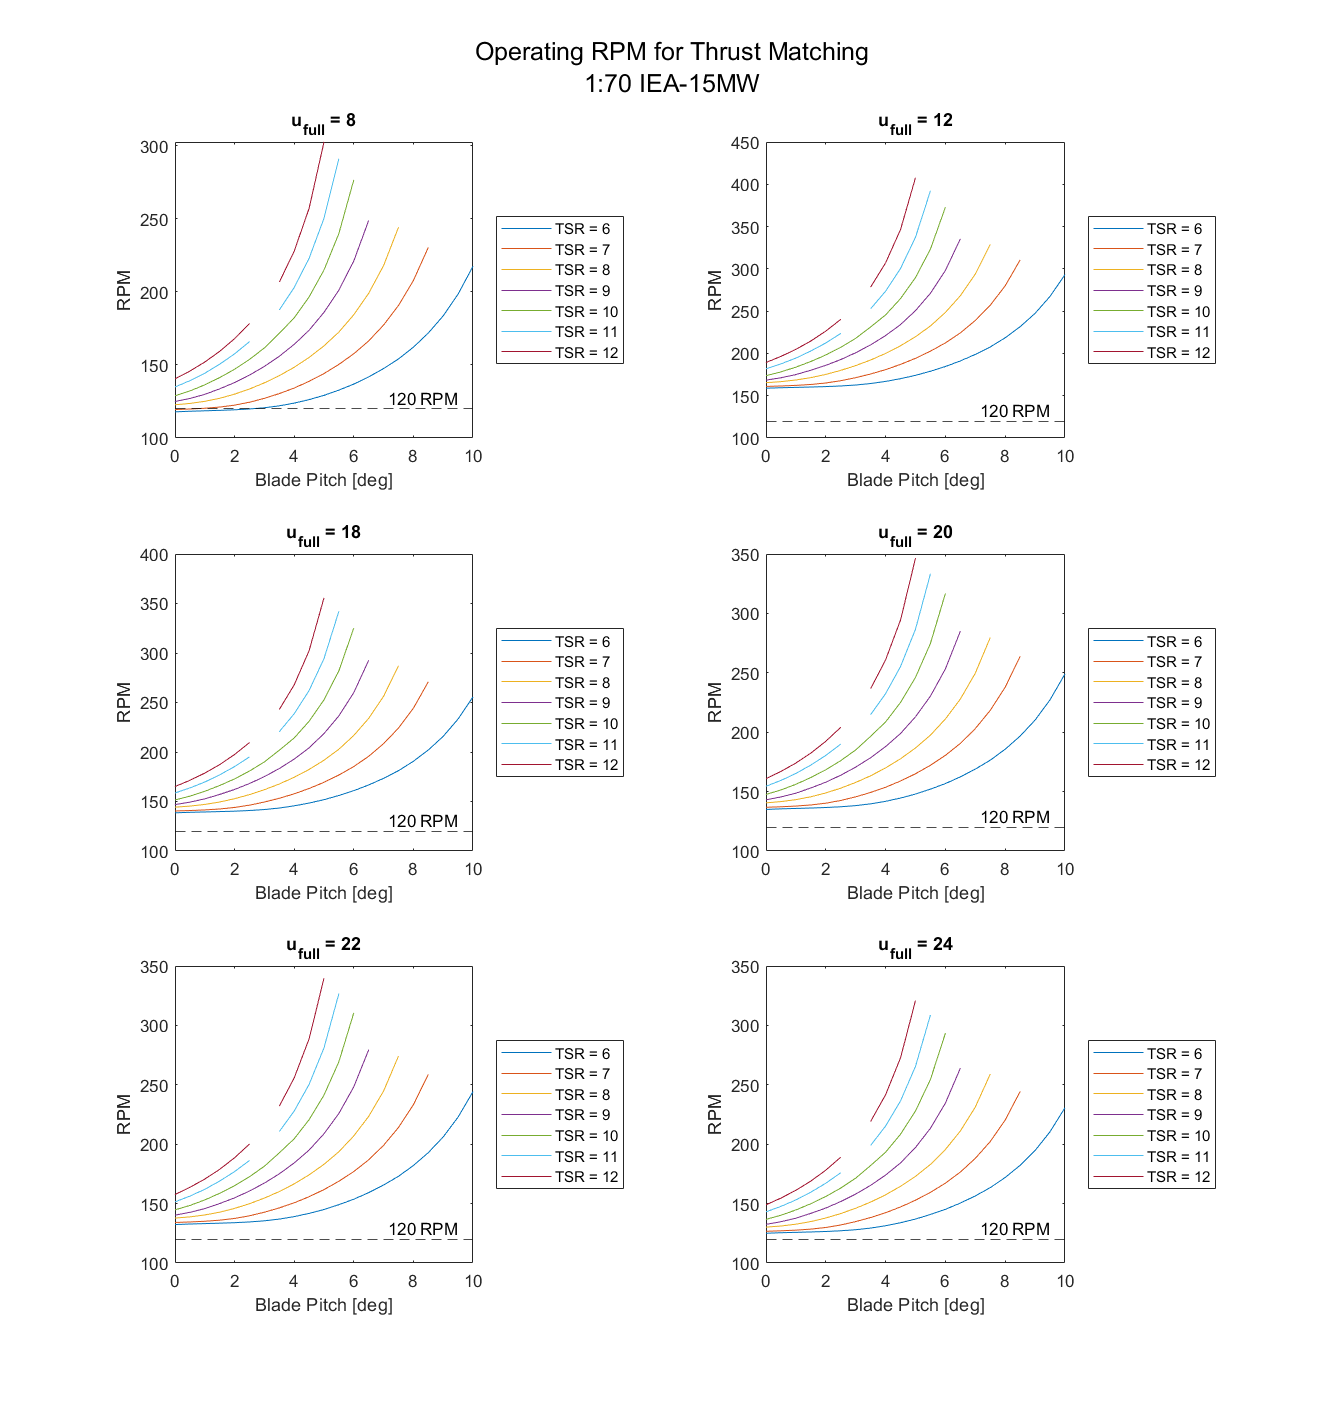 Operating RPM for Thrust Matching
1:70 IEA-15MW
u_full = 8
300
250
200
150
100
RPM
120 RPM
0 2 4 6 8 10
Blade Pitch [deg]
TSR = 6
TSR = 7
TSR = 8
TSR = 9
TSR = 10
TSR = 11
TSR = 12
u_full = 12
450
400
350
300
250
200
150
100
RPM
120 RPM
0 2 4 6 8 10
Blade Pitch [deg]
TSR = 6
TSR = 7
TSR = 8
TSR = 9
TSR = 10
TSR = 11
TSR = 12
u_full = 18
400
350
300
250
200
150
100
RPM
120 RPM
0 2 4 6 8 10
Blade Pitch [deg]
TSR = 6
TSR = 7
TSR = 8
TSR = 9
TSR = 10
TSR = 11
TSR = 12
u_full = 20
350
300
250
200
150
100
RPM
120 RPM
0 2 4 6 8 10
Blade Pitch [deg]
TSR = 6
TSR = 7
TSR = 8
TSR = 9
TSR = 10
TSR = 11
TSR = 12
u_full = 22
350
300
250
200
150
100
RPM
120 RPM
0 2 4 6 8 10
Blade Pitch [deg]
TSR = 6
TSR = 7
TSR = 8
TSR = 9
TSR = 10
TSR = 11
TSR = 12
u_full = 24
350
300
250
200
150
100
RPM
120 RPM
0 2 4 6 8 10
Blade Pitch [deg]
TSR = 6
TSR = 7
TSR = 8
TSR = 9
TSR = 10
TSR = 11
TSR = 12